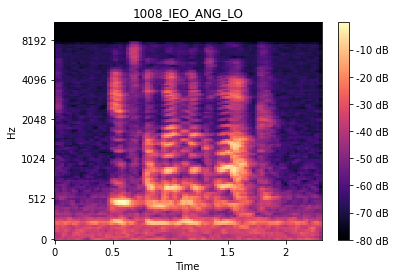 1008_IEO_ANG_LO
8192
4096
2048
1024
512
0
Hz
0
0.5
1
1.5
2
Time
-10 dB
-20 dB
-30 dB
-40 dB
-50 dB
-60 dB
-70 dB
-80 dB